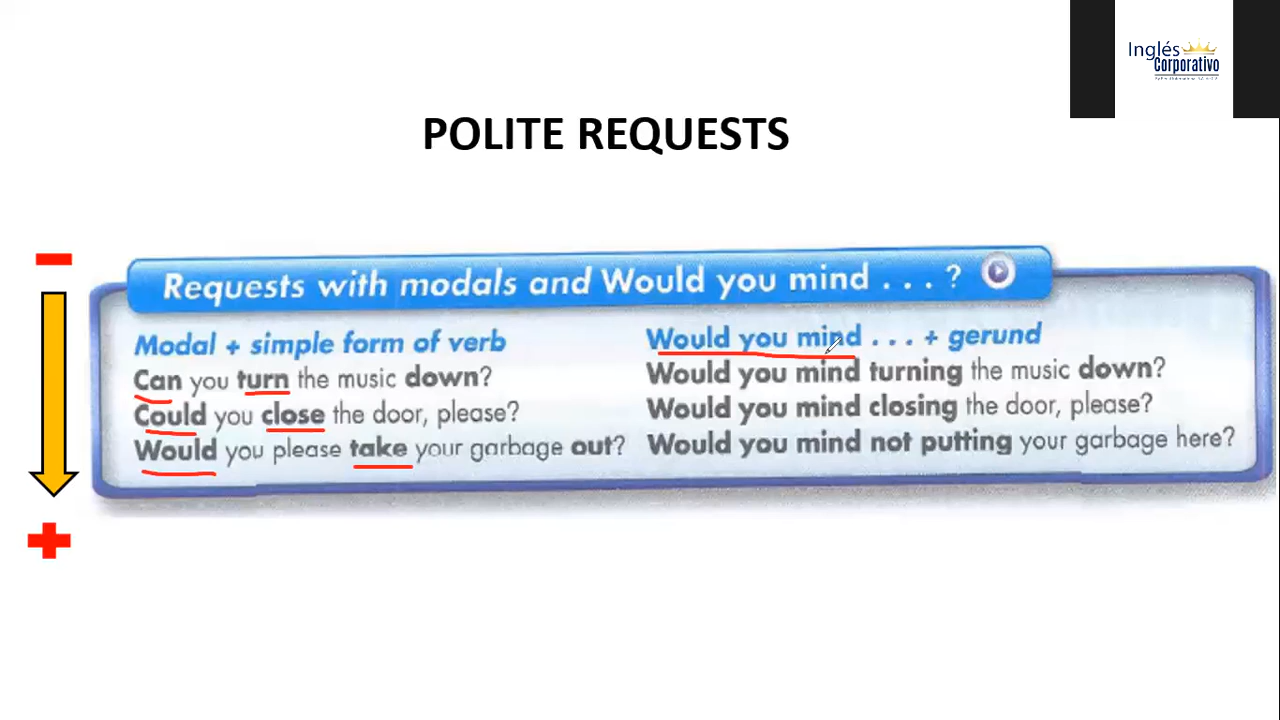 Inglés
Corporativo
POLITE REQUESTS
Requests with modals and Would you mind . . . ?
Modal + simple form of verb
Can you turn the music down?
Could you close the door, please?
Would you please take your garbage out?
Would you mind . . . + gerund
Would you mind turning the music down?
Would you mind closing the door, please?
Would you mind not putting your garbage here?